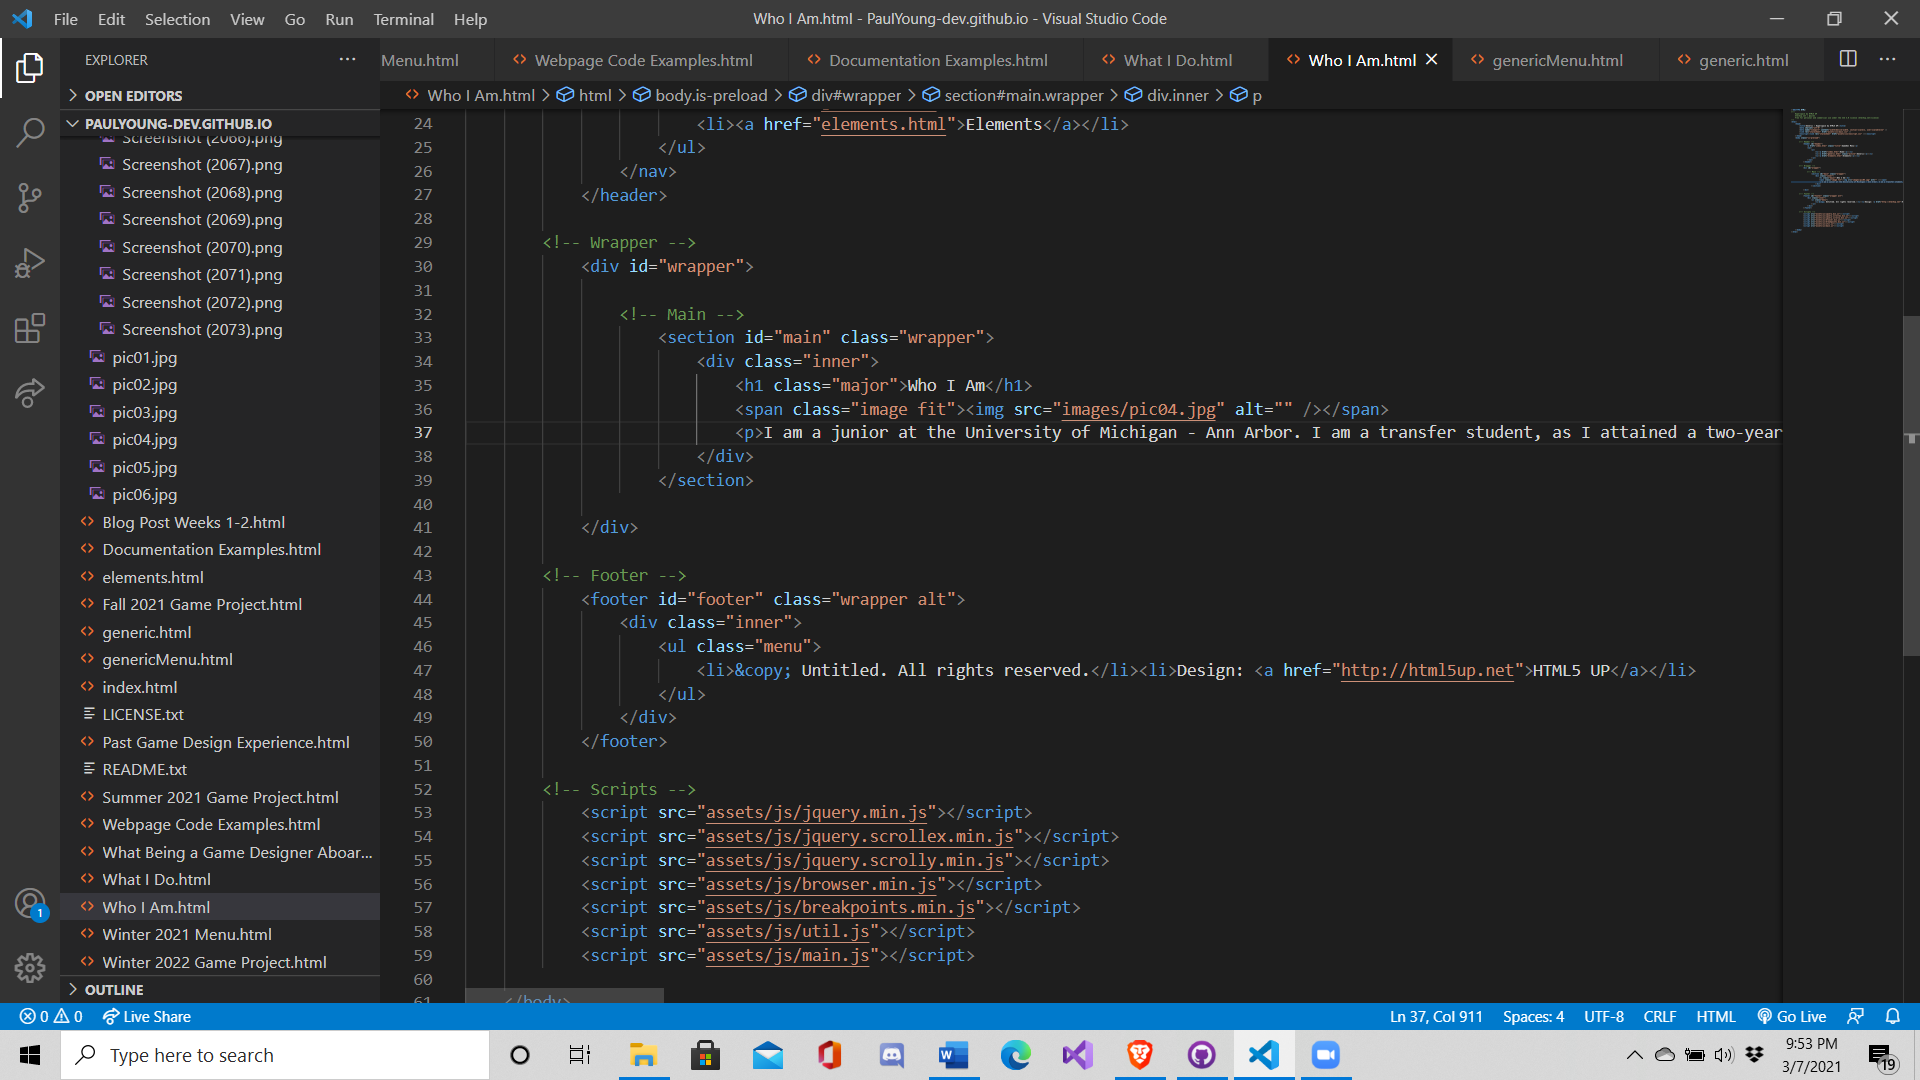 File Edit Selection View Go Run Terminal Help
Who I Am.html - PaulYoung-dev.github.io - Visual Studio Code
EXPLORER
Menu.html
Webpage Code Examples.html
Documentation Examples.html
What I Do.html
Who I Am.html
genericMenu.html
generic.html
OPEN EDITORS
Who I Am.html > html > body.is-preload > div#wrapper > section#main.wrapper > div.inner > p
PAULYOUNG-DEV.GITHUB.IO
Screenshot (2066).png
Screenshot (2067).png
Screenshot (2068).png
Screenshot (2069).png
Screenshot (2070).png
Screenshot (2071).png
Screenshot (2072).png
Screenshot (2073).png
pic01.jpg
pic02.jpg
pic03.jpg
pic04.jpg
pic05.jpg
pic06.jpg
Blog Post Weeks 1-2.html
Documentation Examples.html
elements.html
Fall 2021 Game Project.html
generic.html
genericMenu.html
index.html
LICENSE.txt
Past Game Design Experience.html
README.txt
Summer 2021 Game Project.html
Webpage Code Examples.html
What Being a Game Designer Aboar...
What I Do.html
Who I Am.html
Winter 2021 Menu.html
Winter 2022 Game Project.html
OUTLINE
24 <li><a href="elements.html">Elements</a></li>
25 </ul>
26 </nav>
27 </header>
28
29 <!-- Wrapper -->
30 <div id="wrapper">
31
32 <!-- Main -->
33 <section id="main" class="wrapper">
34 <div class="inner">
35 <h1 class="major">Who I Am</h1>
36 <span class="image fit"><img src="images/pic04.jpg" alt="" /></span>
37 <p>I am a junior at the University of Michigan - Ann Arbor. I am a transfer student, as I attained a two-year
38 </div>
39 </section>
40
41 </div>
42
43 <!-- Footer -->
44 <footer id="footer" class="wrapper alt">
45 <div class="inner">
46 <ul class="menu">
47 <li>&copy; Untitled. All rights reserved.</li><li>Design: <a href="http://html5up.net">HTML5 UP</a></li>
48 </ul>
49 </div>
50 </footer>
51
52 <!-- Scripts -->
53 <script src="assets/js/jquery.min.js"></script>
54 <script src="assets/js/jquery.scrollex.min.js"></script>
55 <script src="assets/js/jquery.scrolly.min.js"></script>
56 <script src="assets/js/browser.min.js"></script>
57 <script src="assets/js/breakpoints.min.js"></script>
58 <script src="assets/js/util.js"></script>
59 <script src="assets/js/main.js"></script>
60
61 </body>
1
0 0 Live Share
Ln 37, Col 911 Spaces: 4 UTF-8 CRLF HTML Go Live
Type here to search
9:53 PM
3/7/2021
19